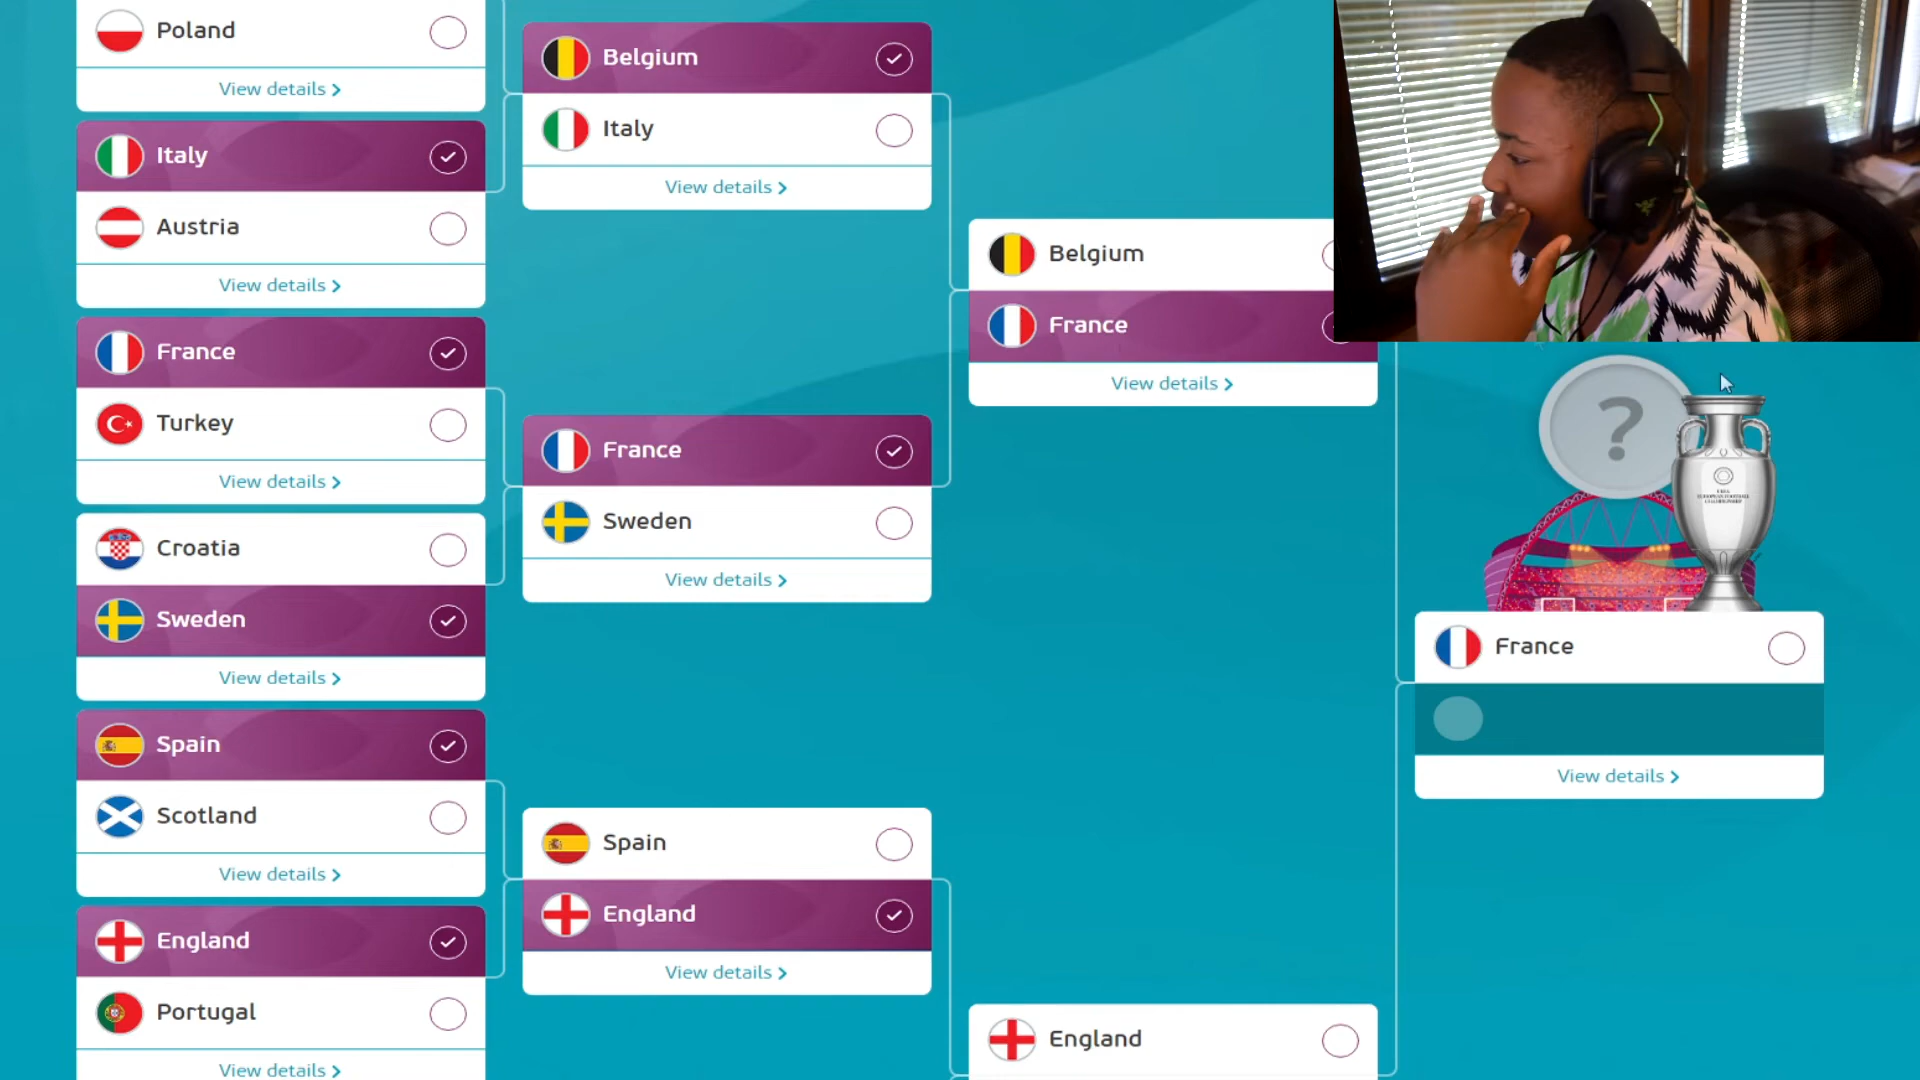 Poland
View details
Italy
Austria
View details
France
Turkey
View details
Croatia
Sweden
View details
Spain
Scotland
View details
England
Portugal
View details
Belgium
Italy
View details
France
Sweden
View details
Spain
England
View details
Belgium
France
View details
England
?
France
View details